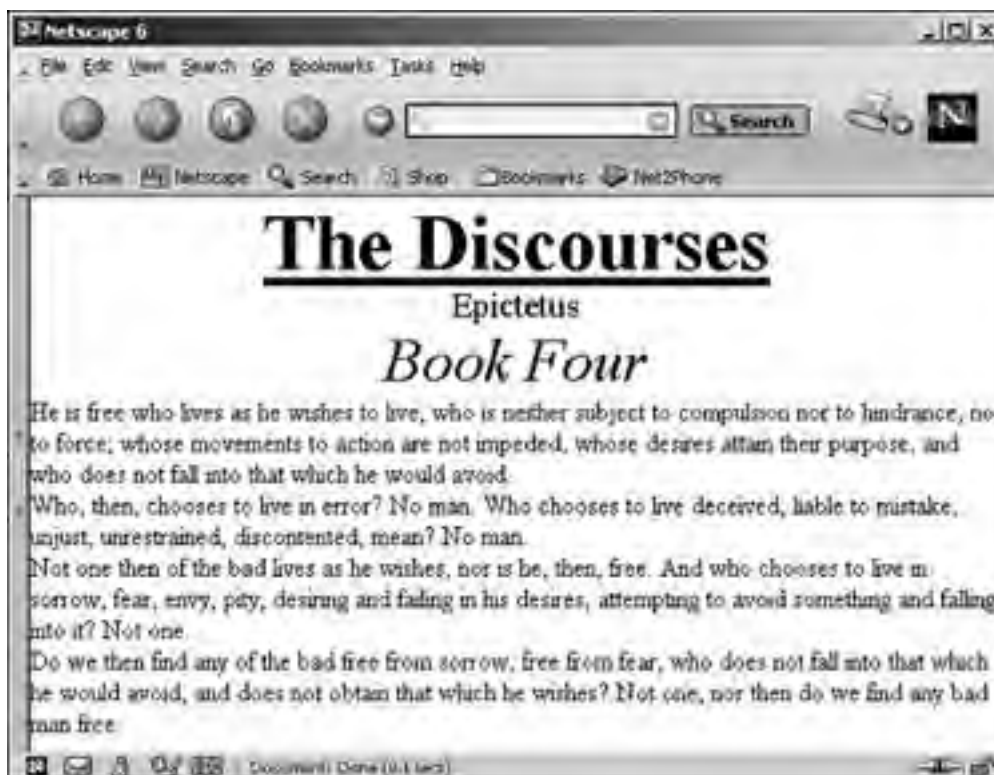 Netscape 6
File Edit View Search Go Bookmarks Tasks Help
Search
Home Netscape Search Shop Bookmarks Net2Phone
The Discourses
Epictetus
Book Four
He is free who lives as he wishes to live, who is neither subject to compulsion nor to hindrance, no
to force; whose movements to action are not impeded, whose desires attain their purpose, and
who does not fall into that which he would avoid.
Who, then, chooses to live in error? No man. Who chooses to live deceived, liable to mistake,
unjust, unrestrained, discontented, mean? No man.
Not one then of the bad lives as he wishes, nor is he, then, free. And who chooses to live in
sorrow, fear, envy, pity, desiring and failing in his desires, attempting to avoid something and falling
into it? Not one.
Do we then find any of the bad free from sorrow, free from fear, who does not fall into that which
he would avoid, and does not obtain that which he wishes? Not one, nor then do we find any bad
man free.
Document: Done (0.1 secs)